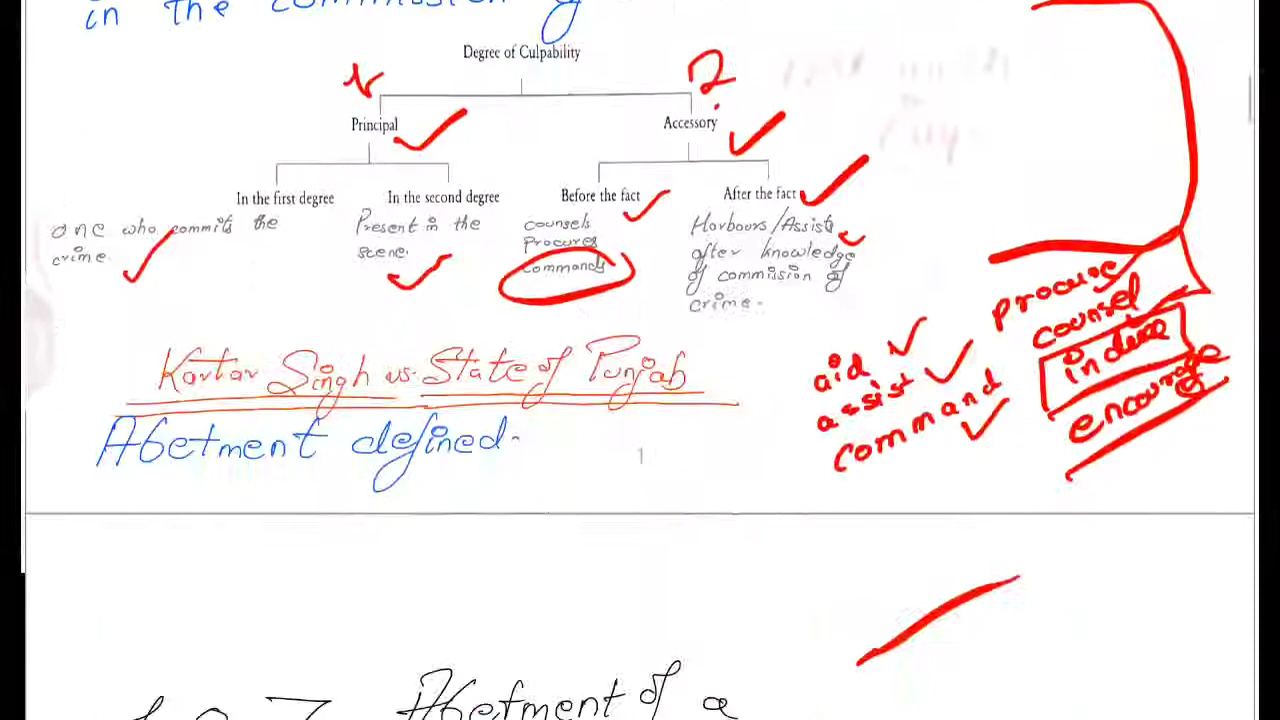 in the commission of
Degree of Culpability
Principal
Accessory
In the first degree
In the second degree
Before the fact
After the fact
one who commits the
crime.
Present in the
scene.
counsels
Procures
Commands
Harbours/Assists
after knowledge
of commission of
crime.
procure
counsel
induce
encourage
aid
assist
command
Kartar Singh vs. State of Punjab
Abetment defined.
1
Abetment of a